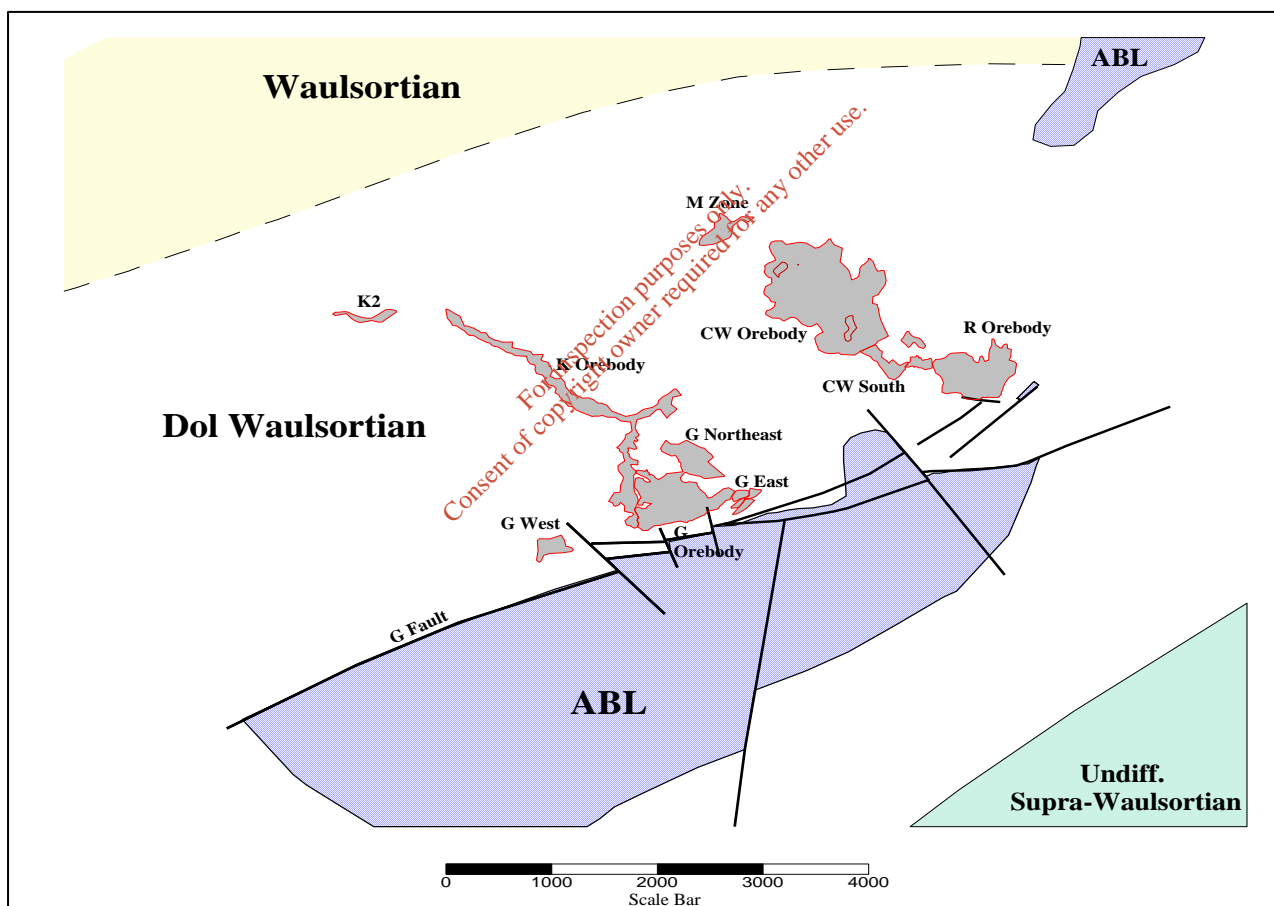 Waulsortian
ABL
For inspection purposes only.
Consent of copyright owner required for any other use.
M Zone
K2
CW Orebody
R Orebody
K Orebody
CW South
Dol Waulsortian
G Northeast
G East
G West
G
Orebody
G Fault
ABL
Undiff.
Supra-Waulsortian
0 1000 2000 3000 4000
Scale Bar